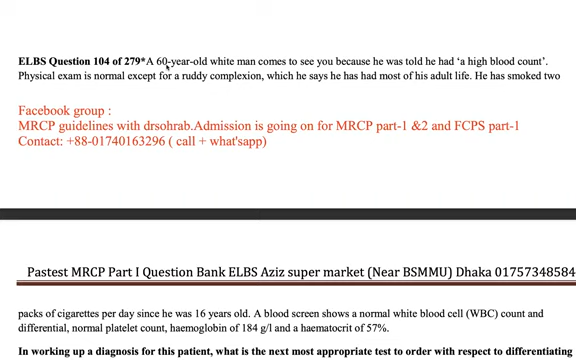 ELBS Question 104 of 279*A 60-year-old white man comes to see you because he was told he had ‘a high blood count’.
Physical exam is normal except for a ruddy complexion, which he says he has had most of his adult life. He has smoked two
Facebook group :
MRCP guidelines with drsohrab.Admission is going on for MRCP part-1 &2 and FCPS part-1
Contact: +88-01740163296 ( call + what'sapp)
Pastest MRCP Part I Question Bank ELBS Aziz super market (Near BSMMU) Dhaka 01757348584
packs of cigarettes per day since he was 16 years old. A blood screen shows a normal white blood cell (WBC) count and
differential, normal platelet count, haemoglobin of 184 g/l and a haematocrit of 57%.
In working up a diagnosis for this patient, what is the next most appropriate test to order with respect to differentiating